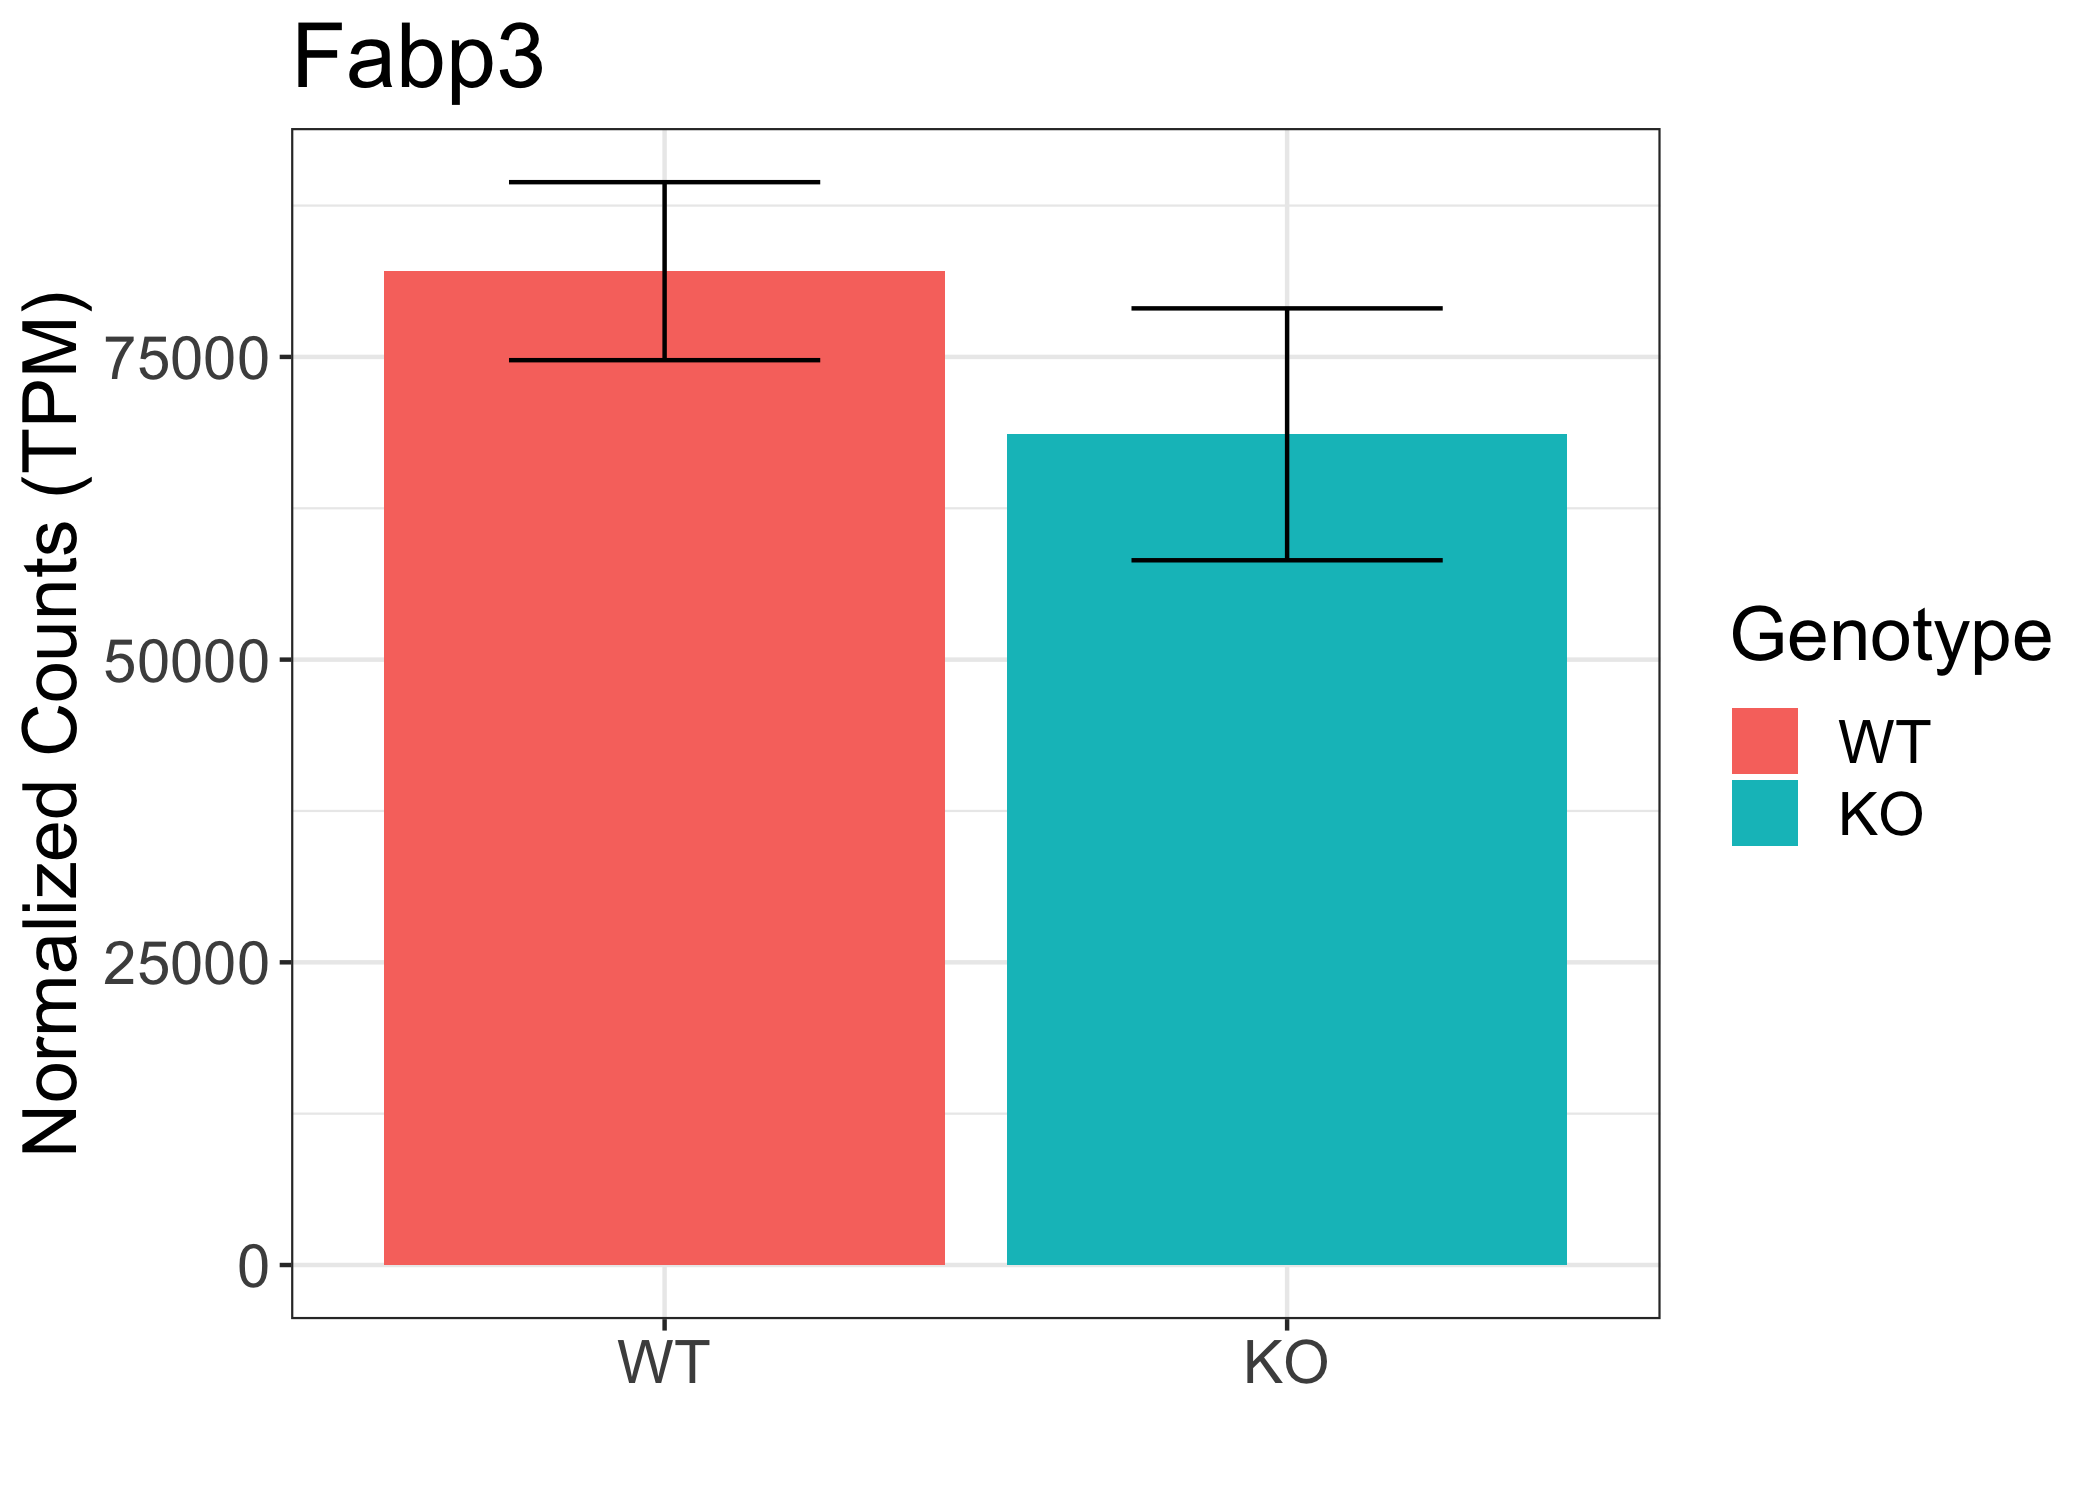 Fabp3
Normalized Counts (TPM)
75000
50000
25000
0
WT
KO
Genotype
WT
KO